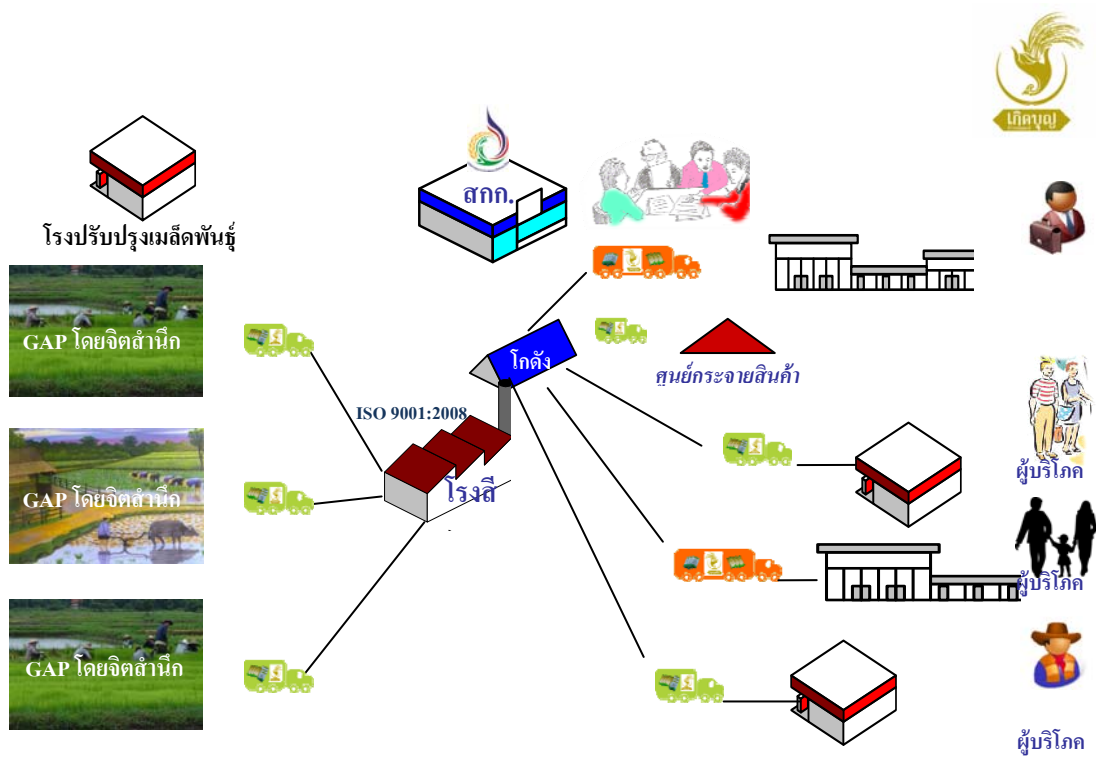 เกิดบุญ
สกก.
โรงปรับปรุงเมล็ดพันธุ์
GAP โดยจิตสำนึก
โกดัง
ศูนย์กระจายสินค้า
ISO 9001:2008
โรงสี
GAP โดยจิตสำนึก
ผู้บริโภค
ผู้บริโภค
GAP โดยจิตสำนึก
ผู้บริโภค